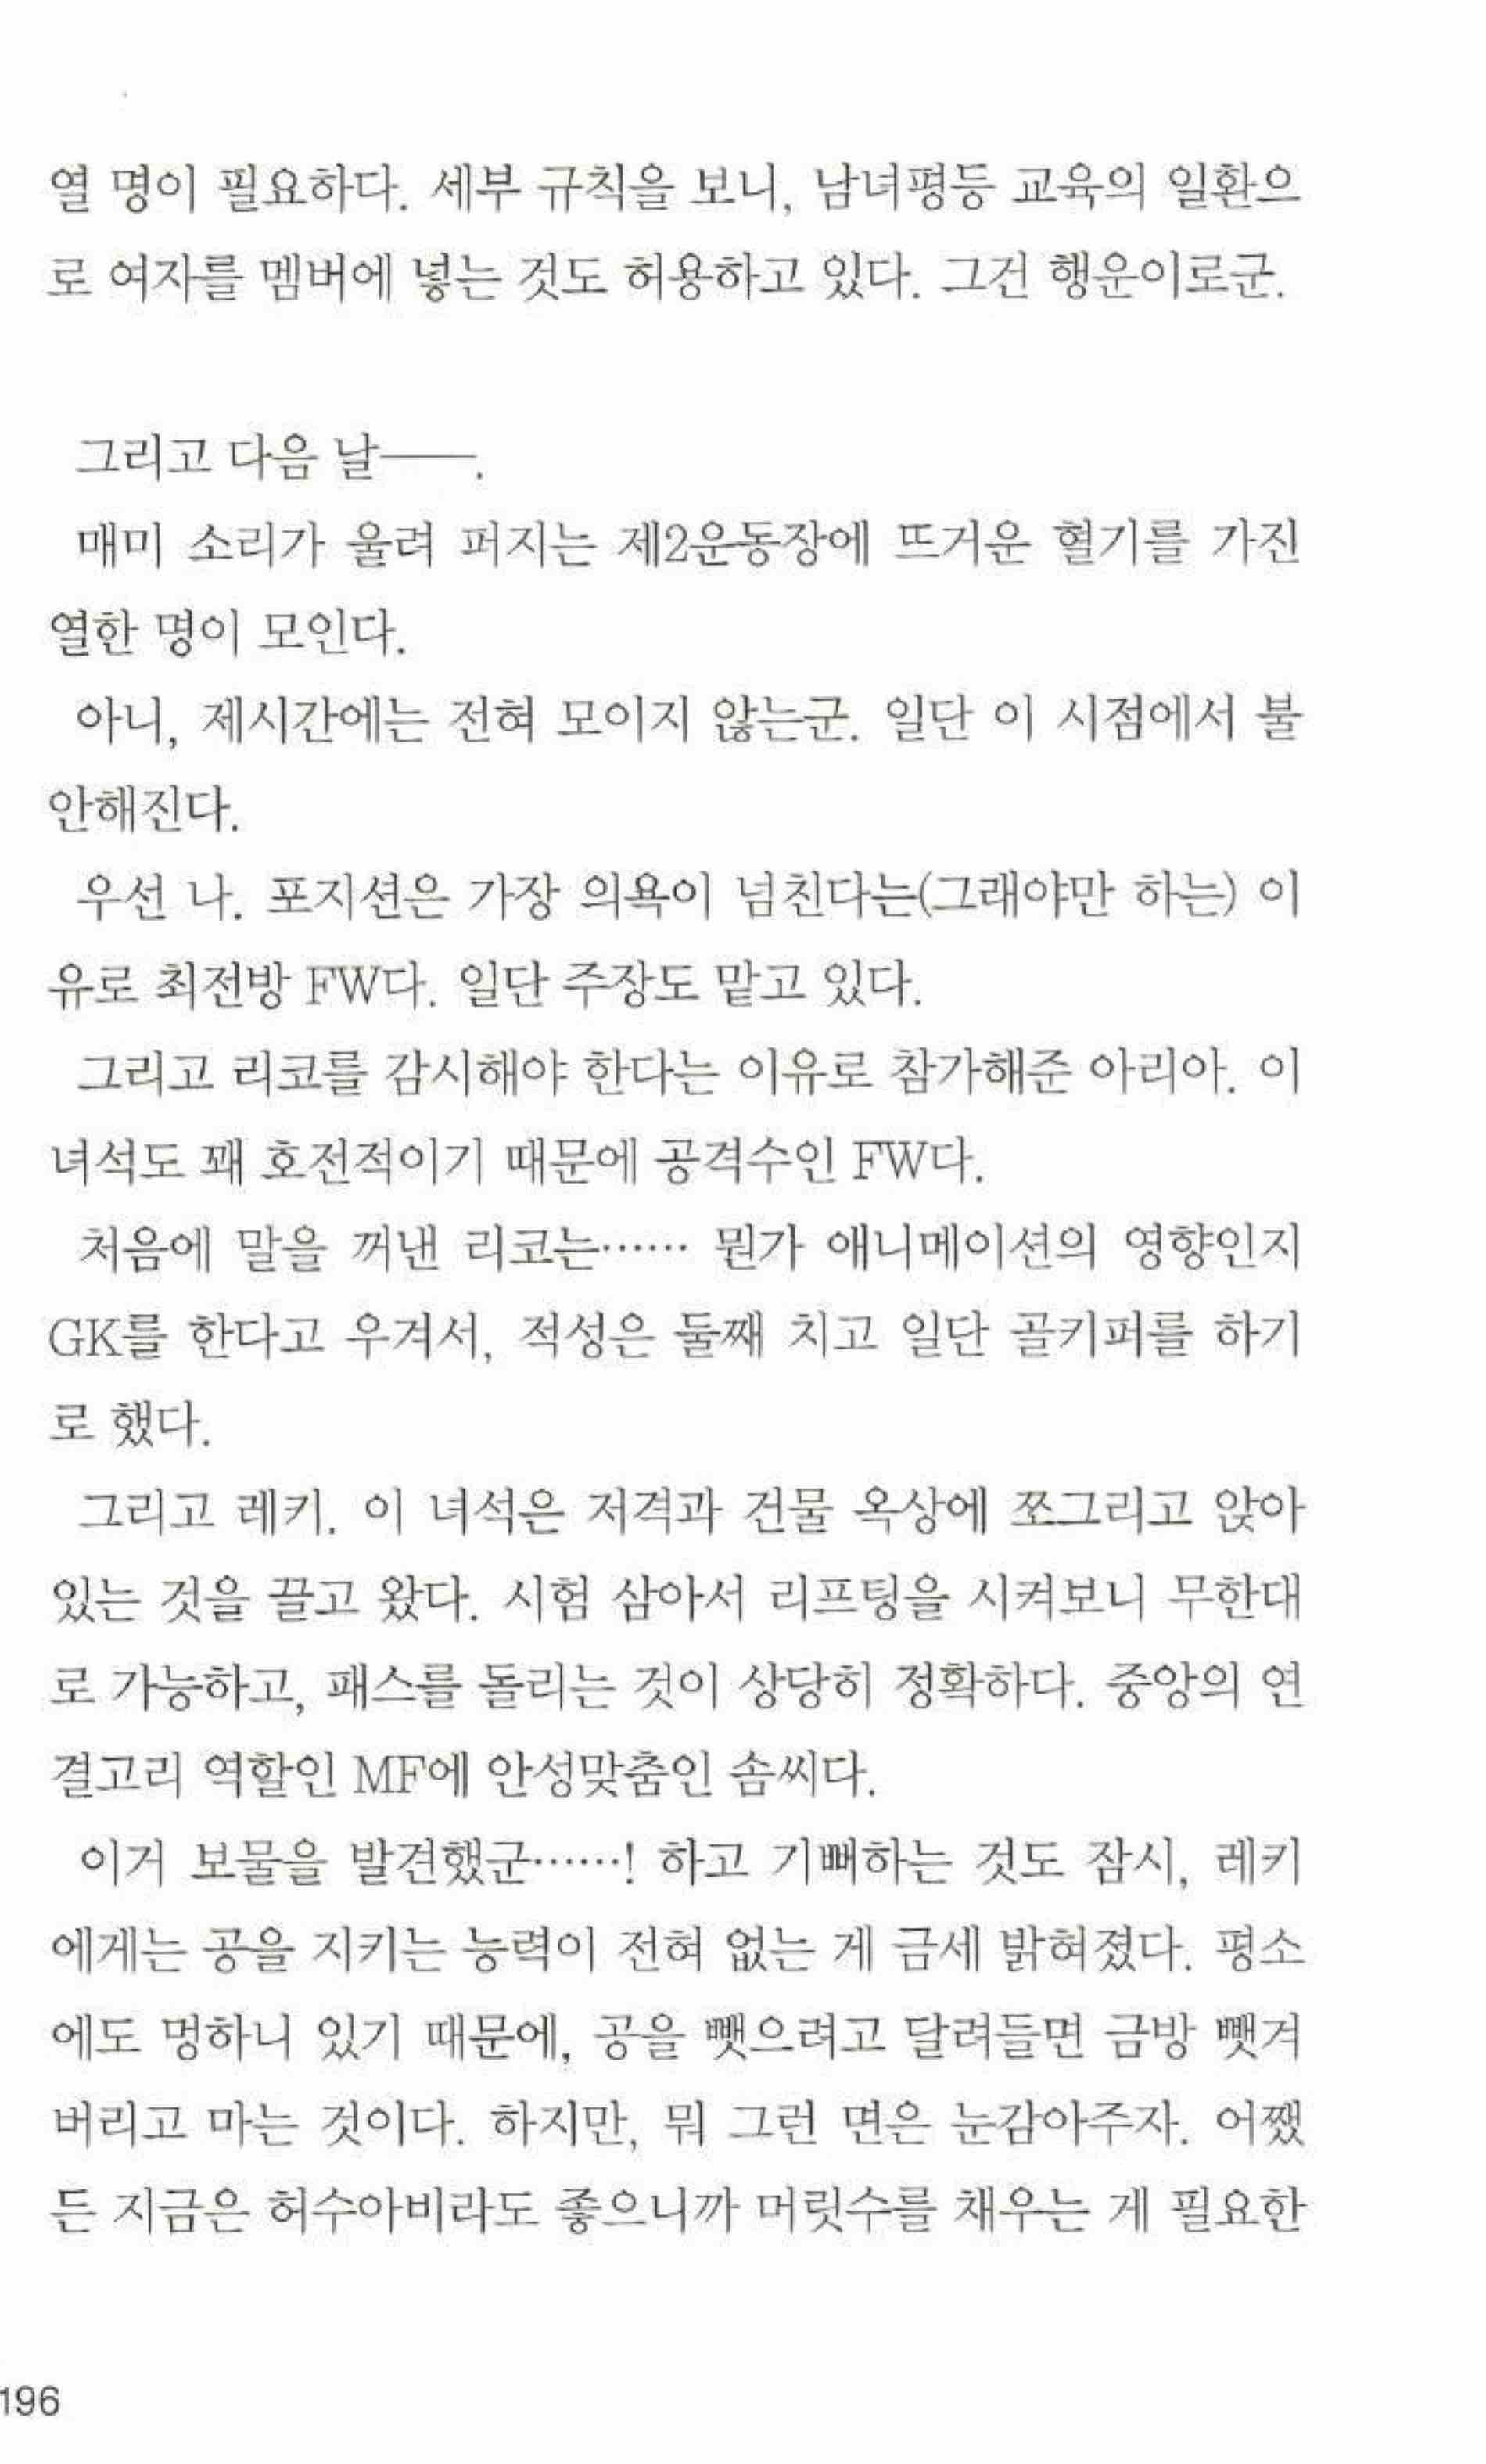 열 명이 필요하다. 세부 규칙을 보니, 남녀평등 교육의 일환으
로 여자를 멤버에 넣는 것도 허용하고 있다. 그건 행운이로군.
그리고 다음 날――.
매미 소리가 울려 퍼지는 제2운동장에 뜨거운 혈기를 가진
열한 명이 모인다.
아니, 제시간에는 전혀 모이지 않는군. 일단 이 시점에서 불
안해진다.
우선 나. 포지션은 가장 의욕이 넘친다는(그래야만 하는) 이
유로 최전방 FW다. 일단 주장도 맡고 있다.
그리고 리코를 감시해야 한다는 이유로 참가해준 아리아. 이
녀석도 꽤 호전적이기 때문에 공격수인 FW다.
처음에 말을 꺼낸 리코는…… 뭔가 애니메이션의 영향인지
GK를 한다고 우겨서, 적성은 둘째 치고 일단 골키퍼를 하기
로 했다.
그리고 레키. 이 녀석은 저격과 건물 옥상에 쪼그리고 앉아
있는 것을 끌고 왔다. 시험 삼아서 리프팅을 시켜보니 무한대
로 가능하고, 패스를 돌리는 것이 상당히 정확하다. 중앙의 연
결고리 역할인 MF에 안성맞춤인 솜씨다.
이거 보물을 발견했군……! 하고 기뻐하는 것도 잠시, 레키
에게는 공을 지키는 능력이 전혀 없는 게 금세 밝혀졌다. 평소
에도 멍하니 있기 때문에, 공을 뺏으려고 달려들면 금방 뺏겨
버리고 마는 것이다. 하지만, 뭐 그런 면은 눈감아주자. 어쨌
든 지금은 허수아비라도 좋으니까 머릿수를 채우는 게 필요한
196